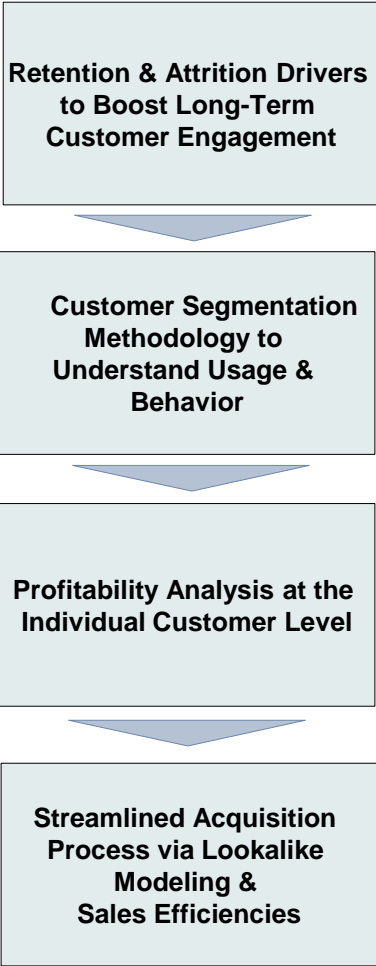 Retention & Attrition Drivers
to Boost Long-Term
Customer Engagement
Customer Segmentation
Methodology to
Understand Usage &
Behavior
Profitability Analysis at the
Individual Customer Level
Streamlined Acquisition
Process via Lookalike
Modeling &
Sales Efficiencies